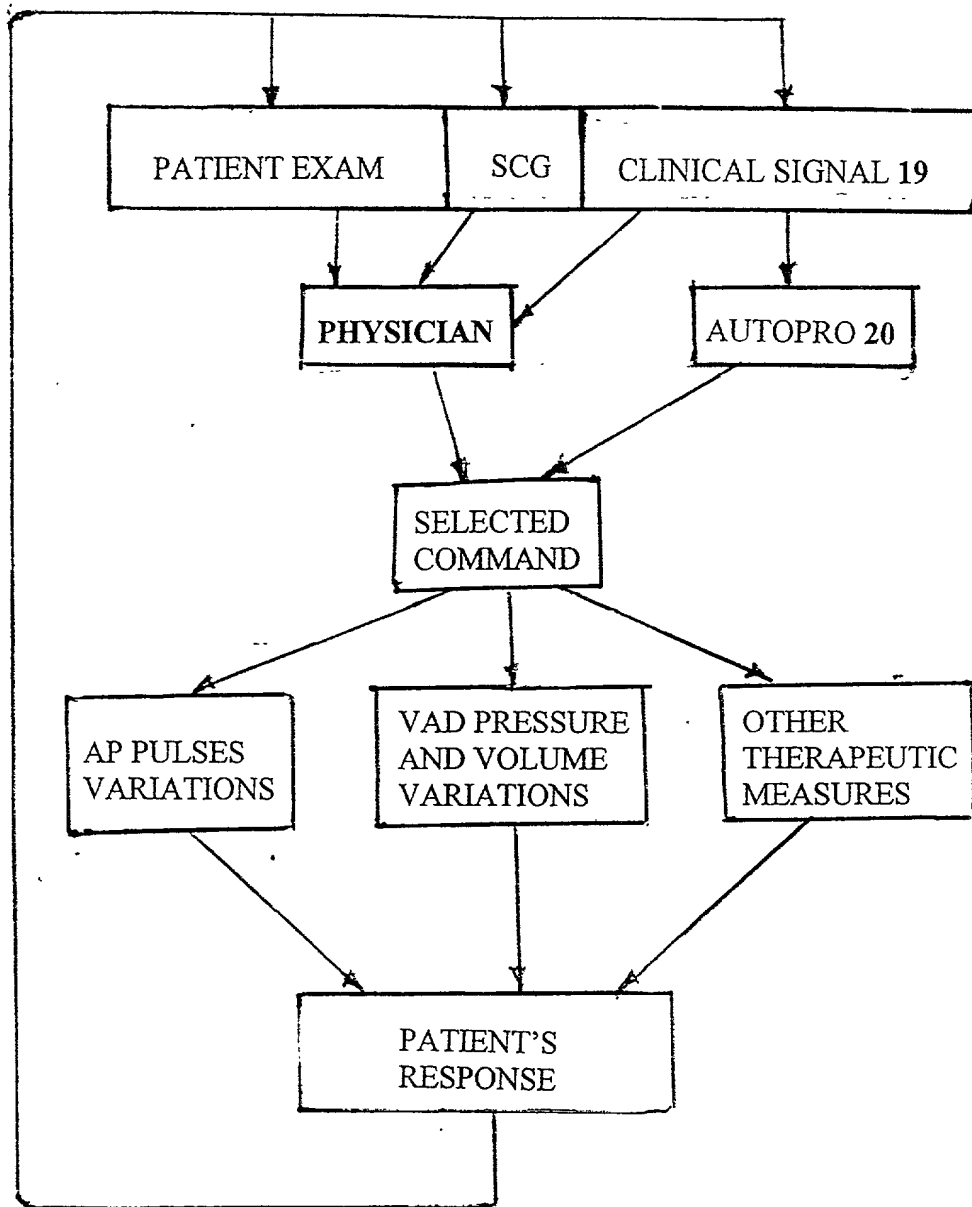 PATIENT EXAM
SCG
CLINICAL SIGNAL 19
PHYSICIAN
AUTOPRO 20
SELECTED
COMMAND
AP PULSES
VARIATIONS
VAD PRESSURE
AND VOLUME
VARIATIONS
OTHER
THERAPEUTIC
MEASURES
PATIENT'S
RESPONSE